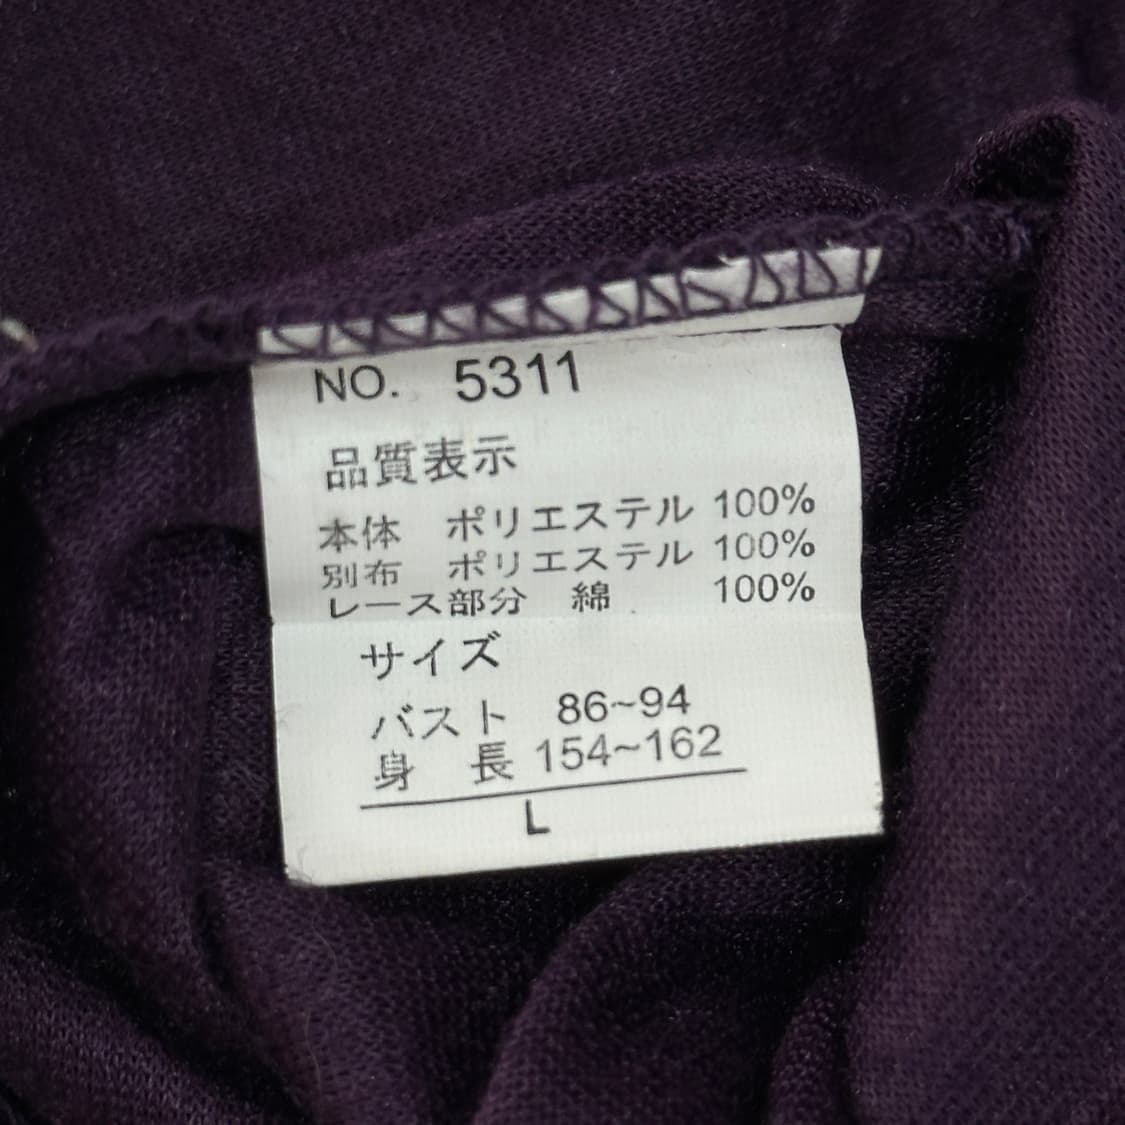 NO. 5311
品質表示
本体 ポリエステル 100%
別布 ポリエステル 100%
レース部分 綿 100%
サイズ
バスト 86~94
身長 154~162
L